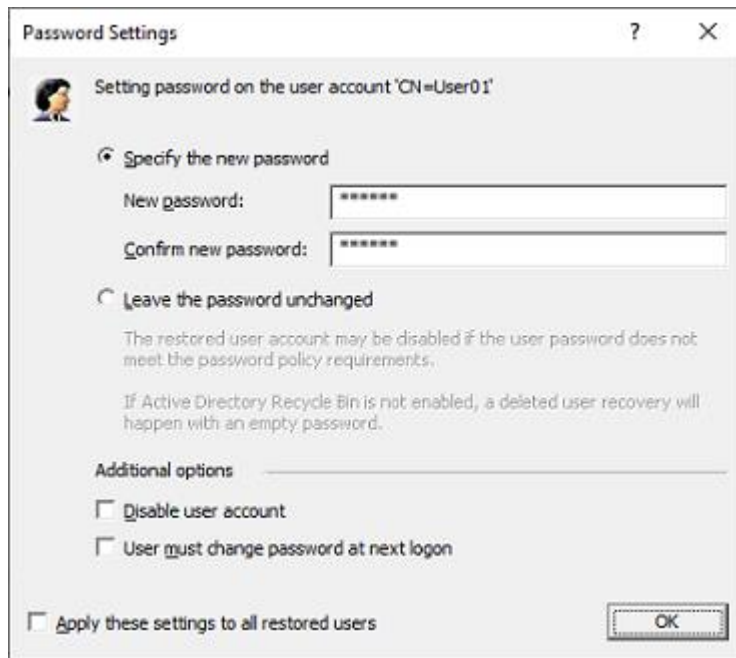 Password Settings
? ×
Setting password on the user account 'CN=User01'
Specify the new password
New password: ******
Confirm new password: ******
Leave the password unchanged
The restored user account may be disabled if the user password does not
meet the password policy requirements.
If Active Directory Recycle Bin is not enabled, a deleted user recovery will
happen with an empty password.
Additional options
Disable user account
User must change password at next logon
Apply these settings to all restored users
OK